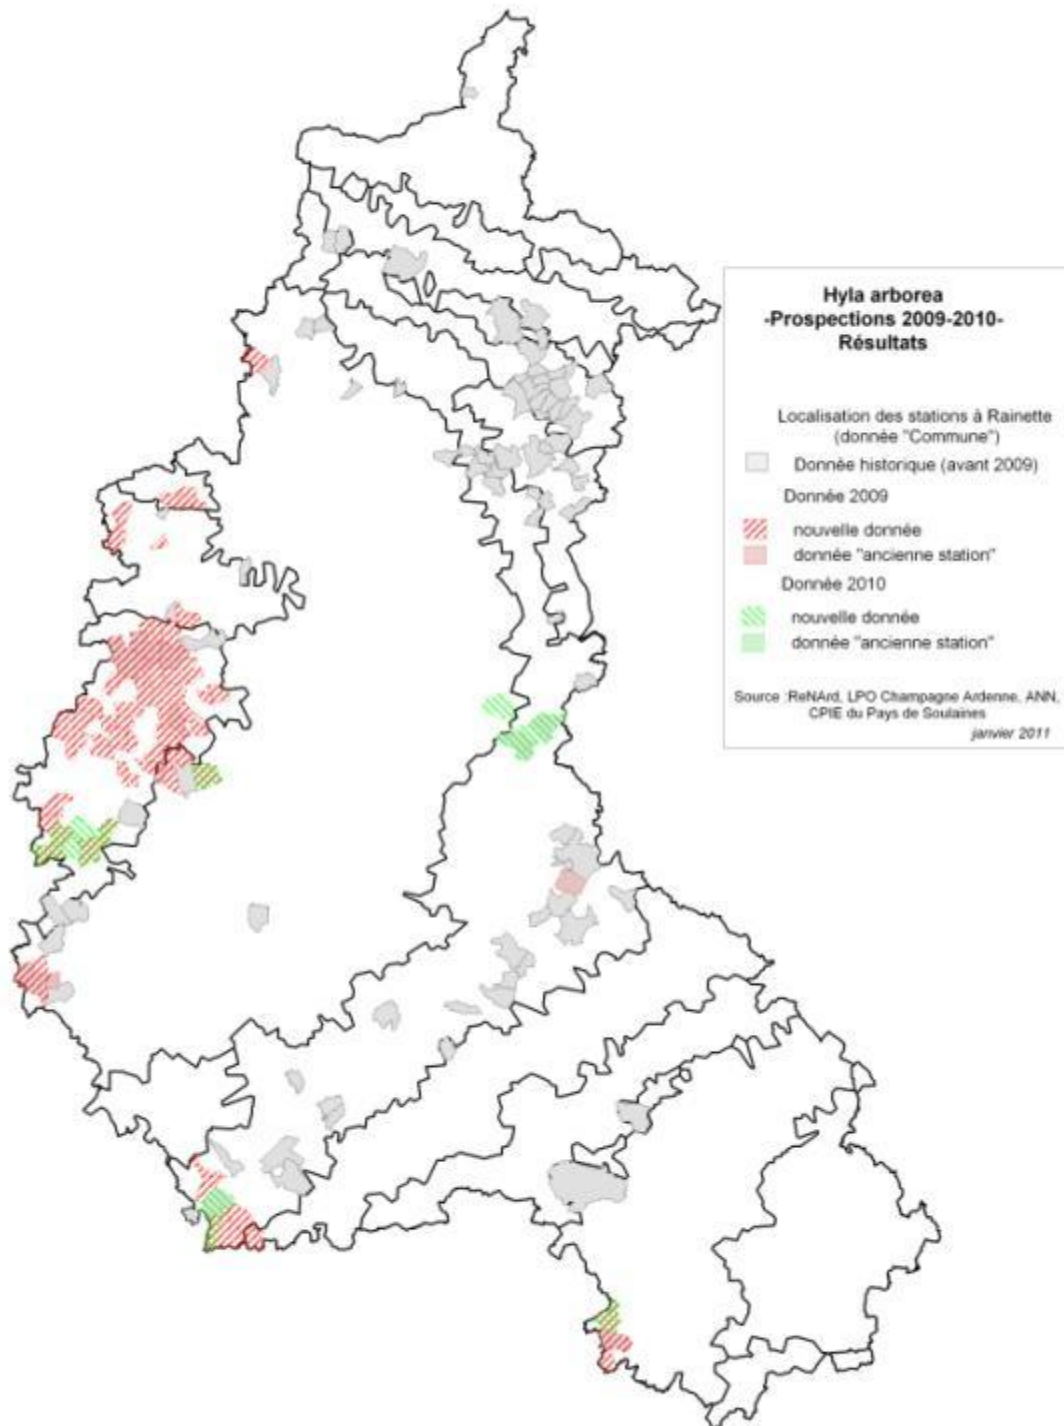 Hyla arborea
-Prospections 2009-2010-
Résultats
Localisation des stations à Rainette
(donnée "Commune")
Donnée historique (avant 2009)
Donnée 2009
nouvelle donnée
donnée "ancienne station"
Donnée 2010
nouvelle donnée
donnée "ancienne station"
Source :ReNArd, LPO Champagne Ardenne, ANN,
CPIE du Pays de Soulaines
janvier 2011